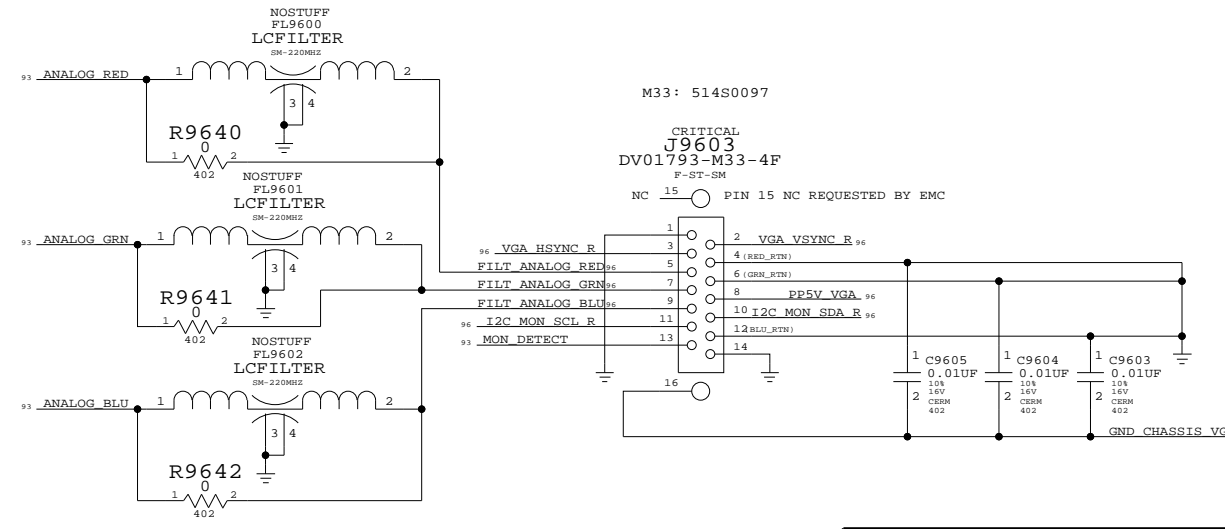 NOSTUFF
FL9600
LCFILTER
SM-220MHZ
93 ANALOG_RED
1
2
3 4
R9640
0
1 2
402
NOSTUFF
FL9601
LCFILTER
SM-220MHZ
93 ANALOG_GRN
1
2
3 4
R9641
0
1 2
402
NOSTUFF
FL9602
LCFILTER
SM-220MHZ
93 ANALOG_BLU
1
2
3 4
R9642
0
1 2
402
M33: 514S0097
CRITICAL
J9603
DV01793-M33-4F
F-ST-SM
NC 15 PIN 15 NC REQUESTED BY EMC
1
2 VGA_VSYNC_R 96
96 VGA_HSYNC_R 3
4 (RED_RTN)
FILT_ANALOG_RED 96 5
6 (GRN_RTN)
FILT_ANALOG_GRN 96 7
8 PP5V_VGA 96
FILT_ANALOG_BLU 96 9
10 I2C_MON_SDA_R 96
96 I2C_MON_SCL_R 11
12 (BLU_RTN)
93 MON_DETECT 13
14
16
1 C9605
0.01UF
10%
16V
2 CERM
402
1 C9604
0.01UF
10%
16V
2 CERM
402
1 C9603
0.01UF
10%
16V
2 CERM
402
GND_CHASSIS_VG